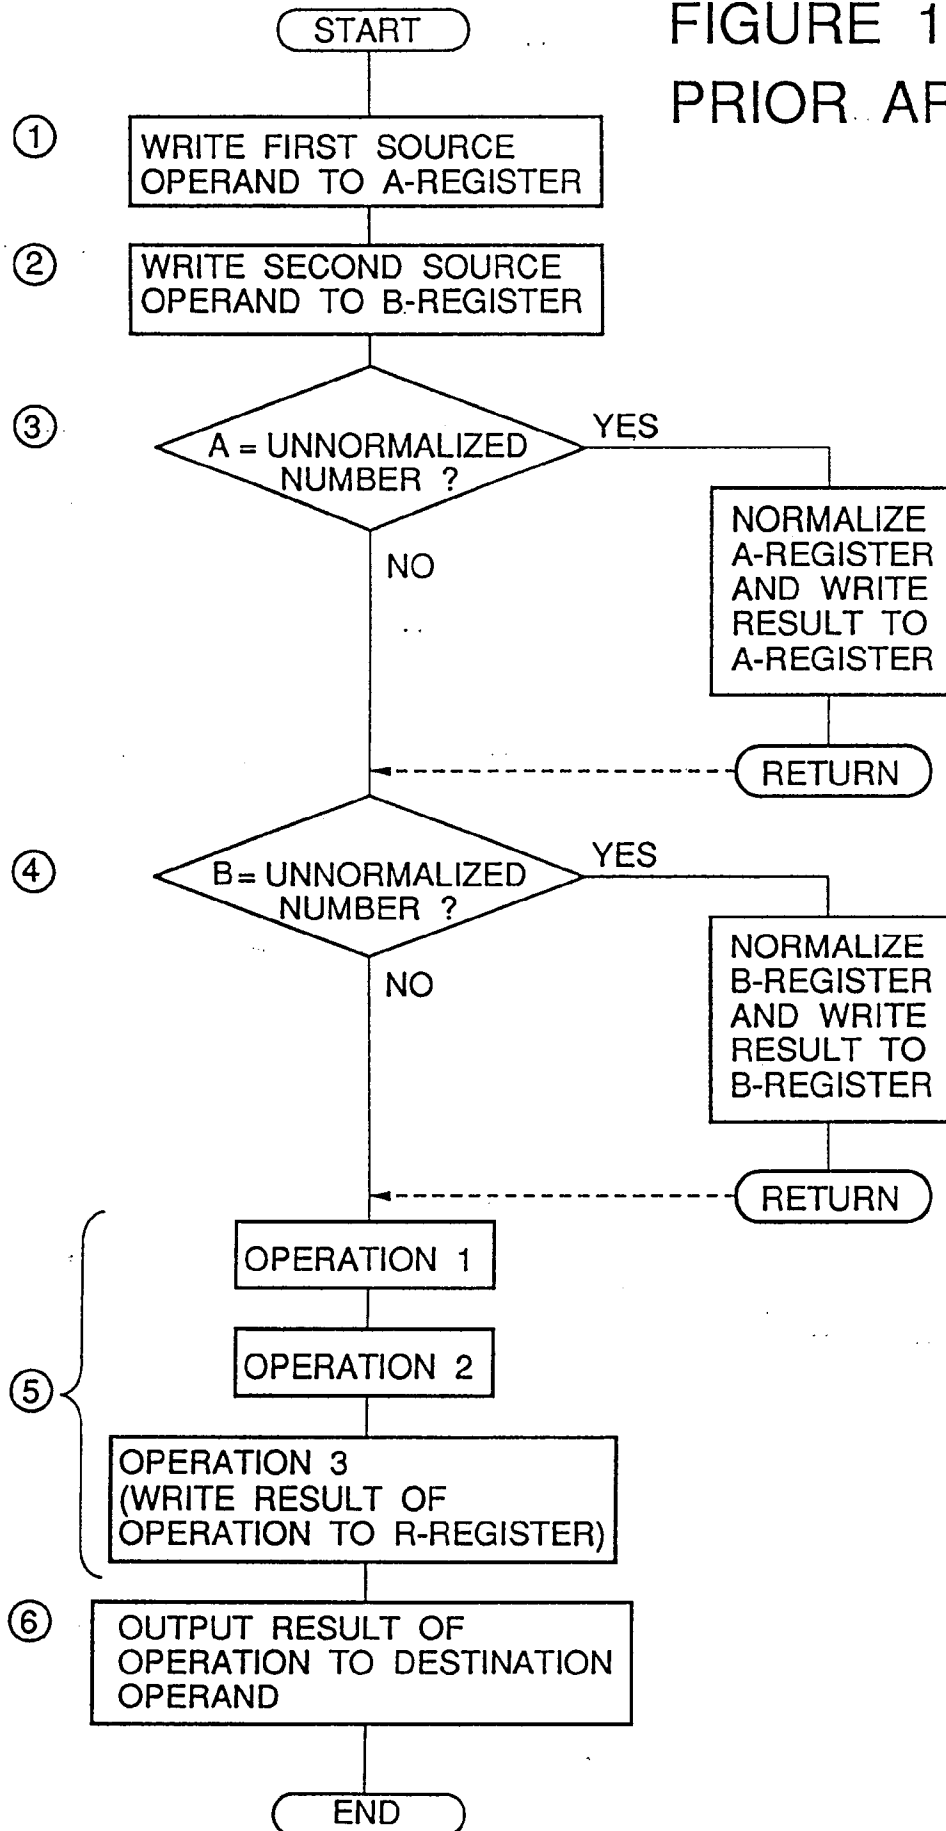 START
FIGURE 1
PRIOR
①
WRITE FIRST SOURCE
OPERAND TO A-REGISTER
②
WRITE SECOND SOURCE
OPERAND TO B-REGISTER
③
A = UNNORMALIZED
NUMBER ?
YES
NO
NORMALIZE
A-REGISTER
AND WRITE
RESULT TO
A-REGISTER
RETURN
④
B = UNNORMALIZED
NUMBER ?
YES
NO
NORMALIZE
B-REGISTER
AND WRITE
RESULT TO
B-REGISTER
RETURN
⑤
OPERATION 1
OPERATION 2
OPERATION 3
(WRITE RESULT OF
OPERATION TO R-REGISTER)
⑥
OUTPUT RESULT OF
OPERATION TO DESTINATION
OPERAND
END